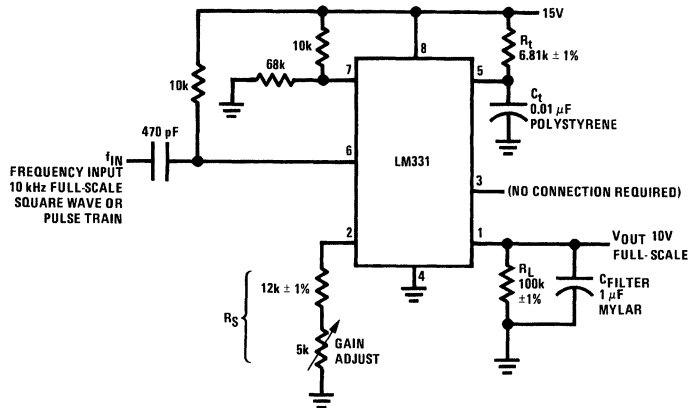 15V
10k
8
Rt
6.81k ± 1%
68k
7
5
10k
Ct
0.01 µF
POLYSTYRENE
470 pF
fIN
FREQUENCY INPUT
10 kHz FULL-SCALE
SQUARE WAVE OR
PULSE TRAIN
6
LM331
3
(NO CONNECTION REQUIRED)
2
1
VOUT 10V
FULL-SCALE
4
RS
12k ± 1%
5k
GAIN
ADJUST
RL
100k
±1%
CFILTER
1 µF
MYLAR